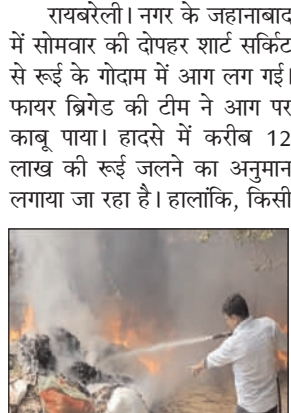 रायबरेली। नगर के जहानाबाद
में सोमवार की दोपहर शार्ट सर्किट
से रूई के गोदाम में आग लग गई।
फायर ब्रिगेड की टीम ने आग पर
काबू पाया। हादसे में करीब 12
लाख की रूई जलने का अनुमान
लगाया जा रहा है। हालांकि, किसी